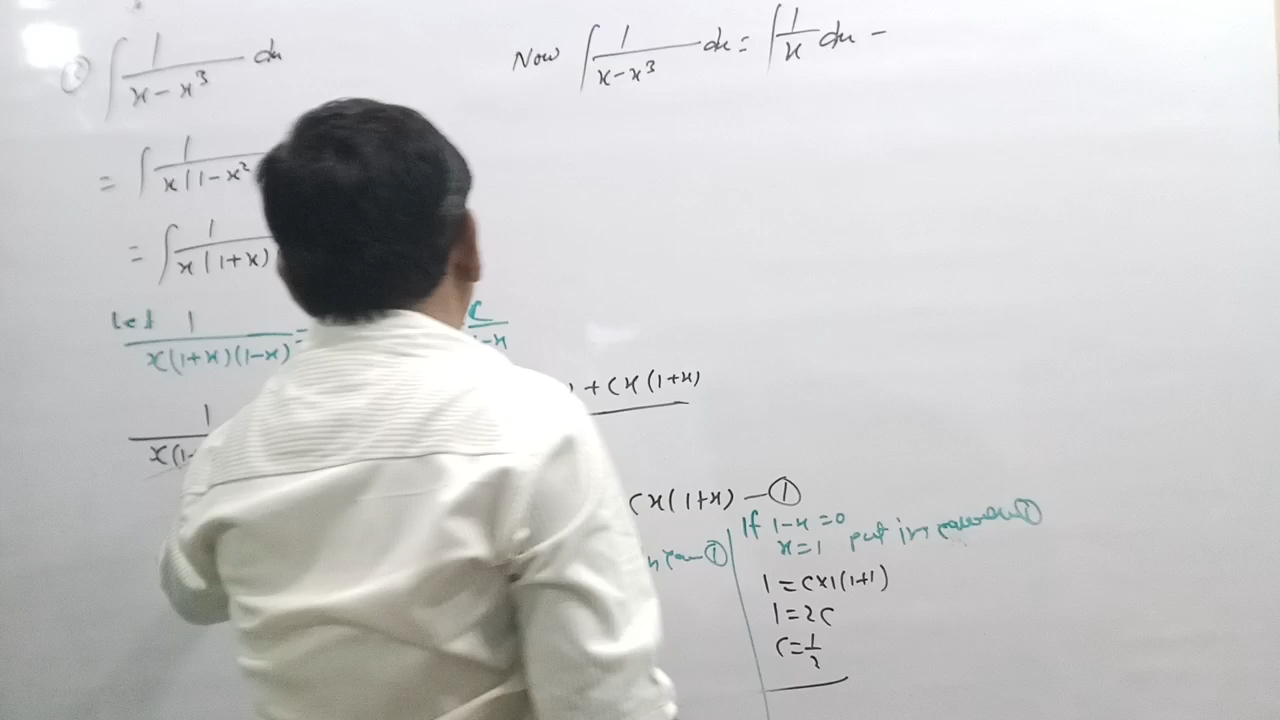 ② ∫ 1/(x-x³) dx
= ∫ 1/(x(1-x²
= ∫ 1/(x(1+x)
Let 1/(x(1+x)(1-x)) = C/-x
1/(x(1-
) + Cx(1+x)
Cx(1+x) — ①
n ①
Now ∫ 1/(x-x³) dx = ∫ 1/x dx -
If 1-x=0
x=1 put in ①
1=C×1(1+1)
1=2C
C=1/2